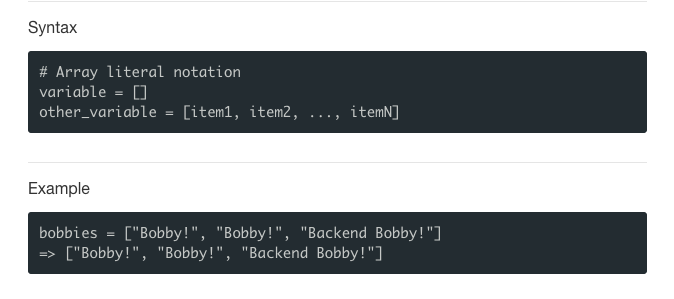 Syntax
# Array literal notation
variable = []
other_variable = [item1, item2, ..., itemN]
Example
bobbies = ["Bobby!", "Bobby!", "Backend Bobby!"]
=> ["Bobby!", "Bobby!", "Backend Bobby!"]